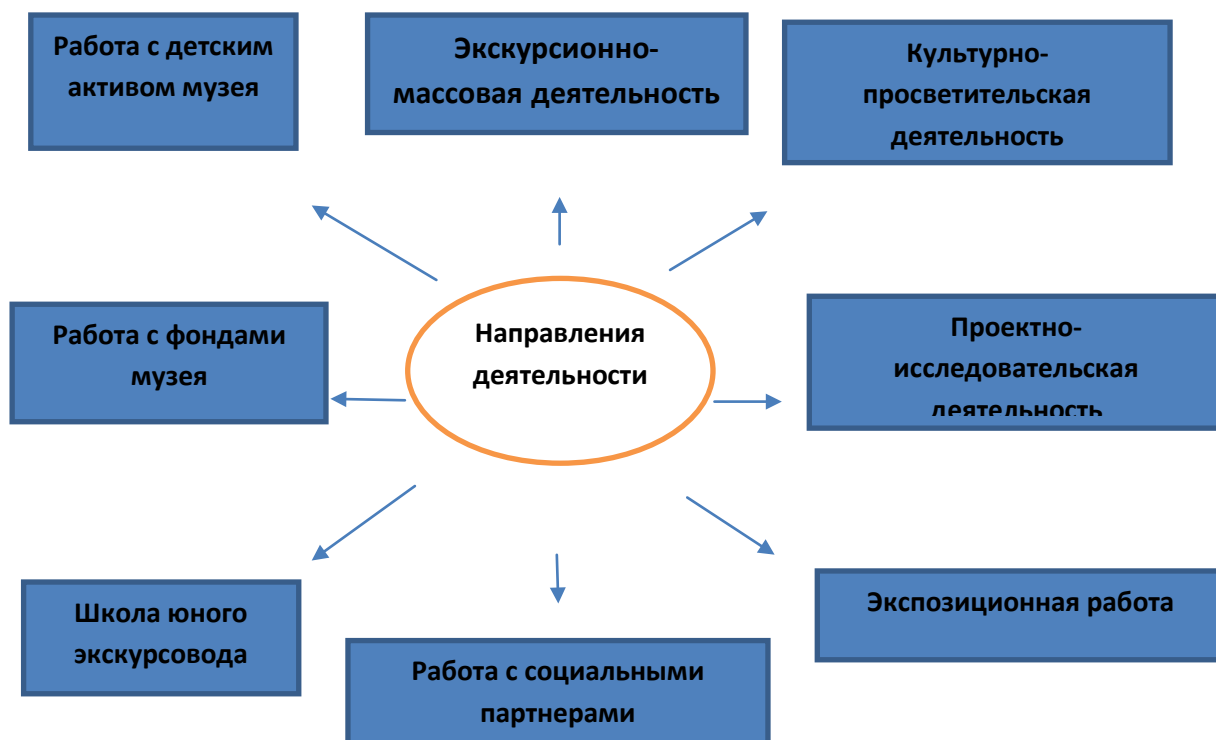 Работа с детским
активом музея
Экскурсионно-
массовая деятельность
Культурно-
просветительская
деятельность
Направления
деятельности
Работа с фондами
музея
Проектно-
исследовательская
деятельность
Школа юного
экскурсовода
Работа с социальными
партнерами
Экспозиционная работа